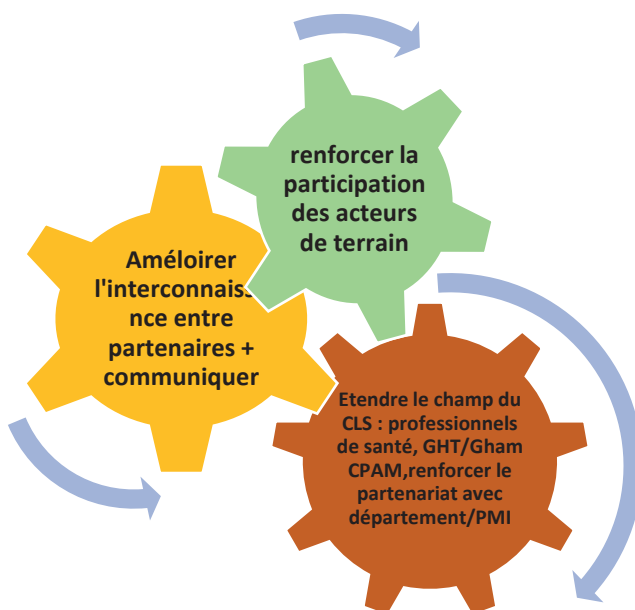 renforcer la
participation
des acteurs
de terrain
Améloirer
l'interconnaiss
nce entre
partenaires +
communiquer
Etendre le champ du
CLS : professionnels
de santé, GHT/Gham
CPAM,renforcer le
partenariat avec
département/PMI